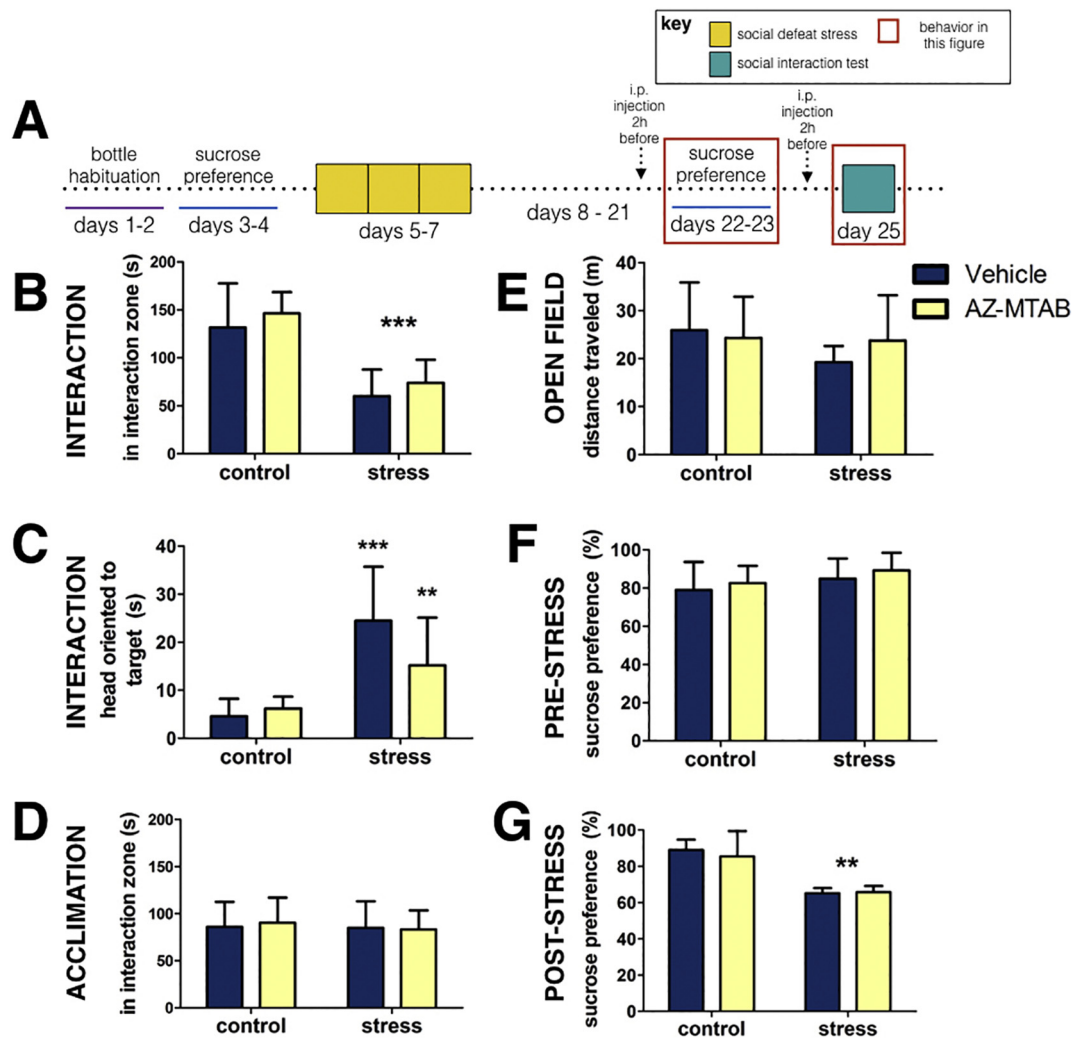 key
social defeat stress
behavior in
this figure
social interaction test
A
i.p.
injection
2h
before
i.p.
injection
2h
before
bottle
habituation
sucrose
preference
sucrose
preference
days 1-2
days 3-4
days 5-7
days 8 - 21
days 22-23
day 25
B
INTERACTION
in interaction zone (s)
200
150
100
50
0
***
control
stress
E
OPEN FIELD
distance traveled (m)
40
30
20
10
0
control
stress
Vehicle
AZ-MTAB
C
INTERACTION
head oriented to
target (s)
40
30
20
10
0
***
**
control
stress
F
PRE-STRESS
sucrose preference (%)
100
80
60
40
20
0
control
stress
D
ACCLIMATION
in interaction zone (s)
200
150
100
50
0
control
stress
G
POST-STRESS
sucrose preference (%)
100
80
60
40
20
0
**
control
stress